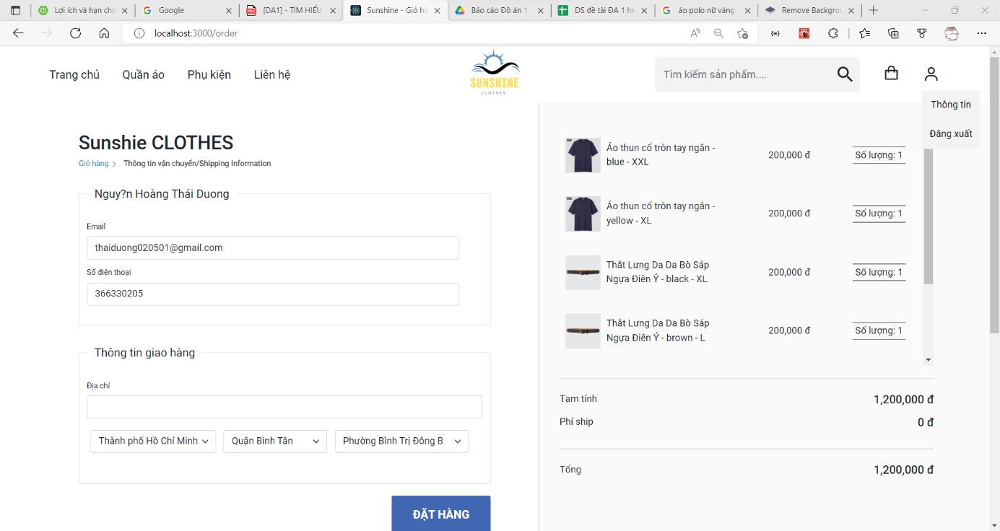 Lợi ích và hạn chế
Google
[DA1] - TÌM HIỂU
Sunshine - Giỏ hà
Báo cáo Đồ án 1 -
DS đề tài ĐA 1 hk
áo polo nữ vàng
Remove Backgrou
localhost:3000/order
Trang chủ
Quần áo
Phụ kiện
Liên hệ
SUNSHINE
CLOTHES
Tìm kiếm sản phẩm....
Thông tin
Đăng xuất
Sunshie CLOTHES
Giỏ hàng
Thông tin vận chuyển/Shipping Information
Nguy?n Hoàng Thái Duong
Email
thaiduong020501@gmail.com
Số điện thoại
366330205
Thông tin giao hàng
Địa chỉ
Thành phố Hồ Chí Minh
Quận Bình Tân
Phường Bình Trị Đông B
ĐẶT HÀNG
Áo thun cổ tròn tay ngắn -
blue - XXL
200,000 đ
Số lượng: 1
Áo thun cổ tròn tay ngắn -
yellow - XL
200,000 đ
Số lượng: 1
Thắt Lưng Da Da Bò Sáp
Ngựa Điên Ý - black - XL
200,000 đ
Số lượng: 1
Thắt Lưng Da Da Bò Sáp
Ngựa Điên Ý - brown - L
200,000 đ
Số lượng: 1
Tạm tính
1,200,000 đ
Phí ship
0 đ
Tổng
1,200,000 đ